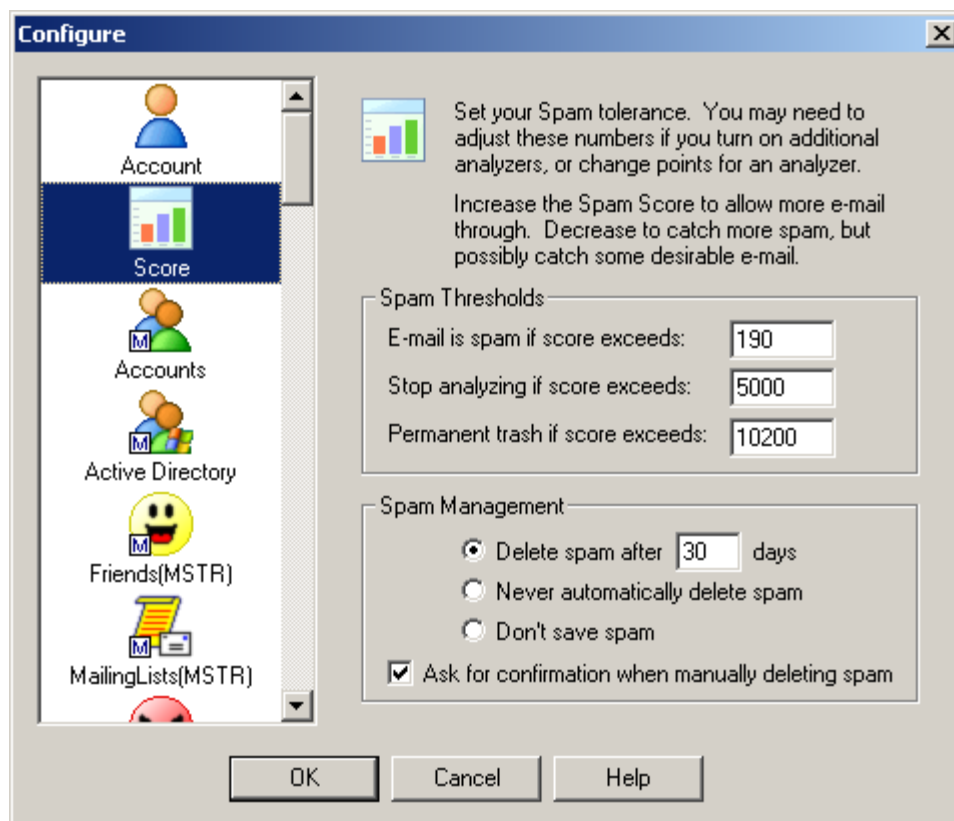 Configure
Account
Score
M
Accounts
M
Active Directory
M
Friends(MSTR)
M
MailingLists(MSTR)
Set your Spam tolerance.  You may need to
adjust these numbers if you turn on additional
analyzers, or change points for an analyzer.
Increase the Spam Score to allow more e-mail
through.  Decrease to catch more spam, but
possibly catch some desirable e-mail.
Spam Thresholds
E-mail is spam if score exceeds: 190
Stop analyzing if score exceeds: 5000
Permanent trash if score exceeds: 10200
Spam Management
Delete spam after 30 days
Never automatically delete spam
Don't save spam
Ask for confirmation when manually deleting spam
OK Cancel Help